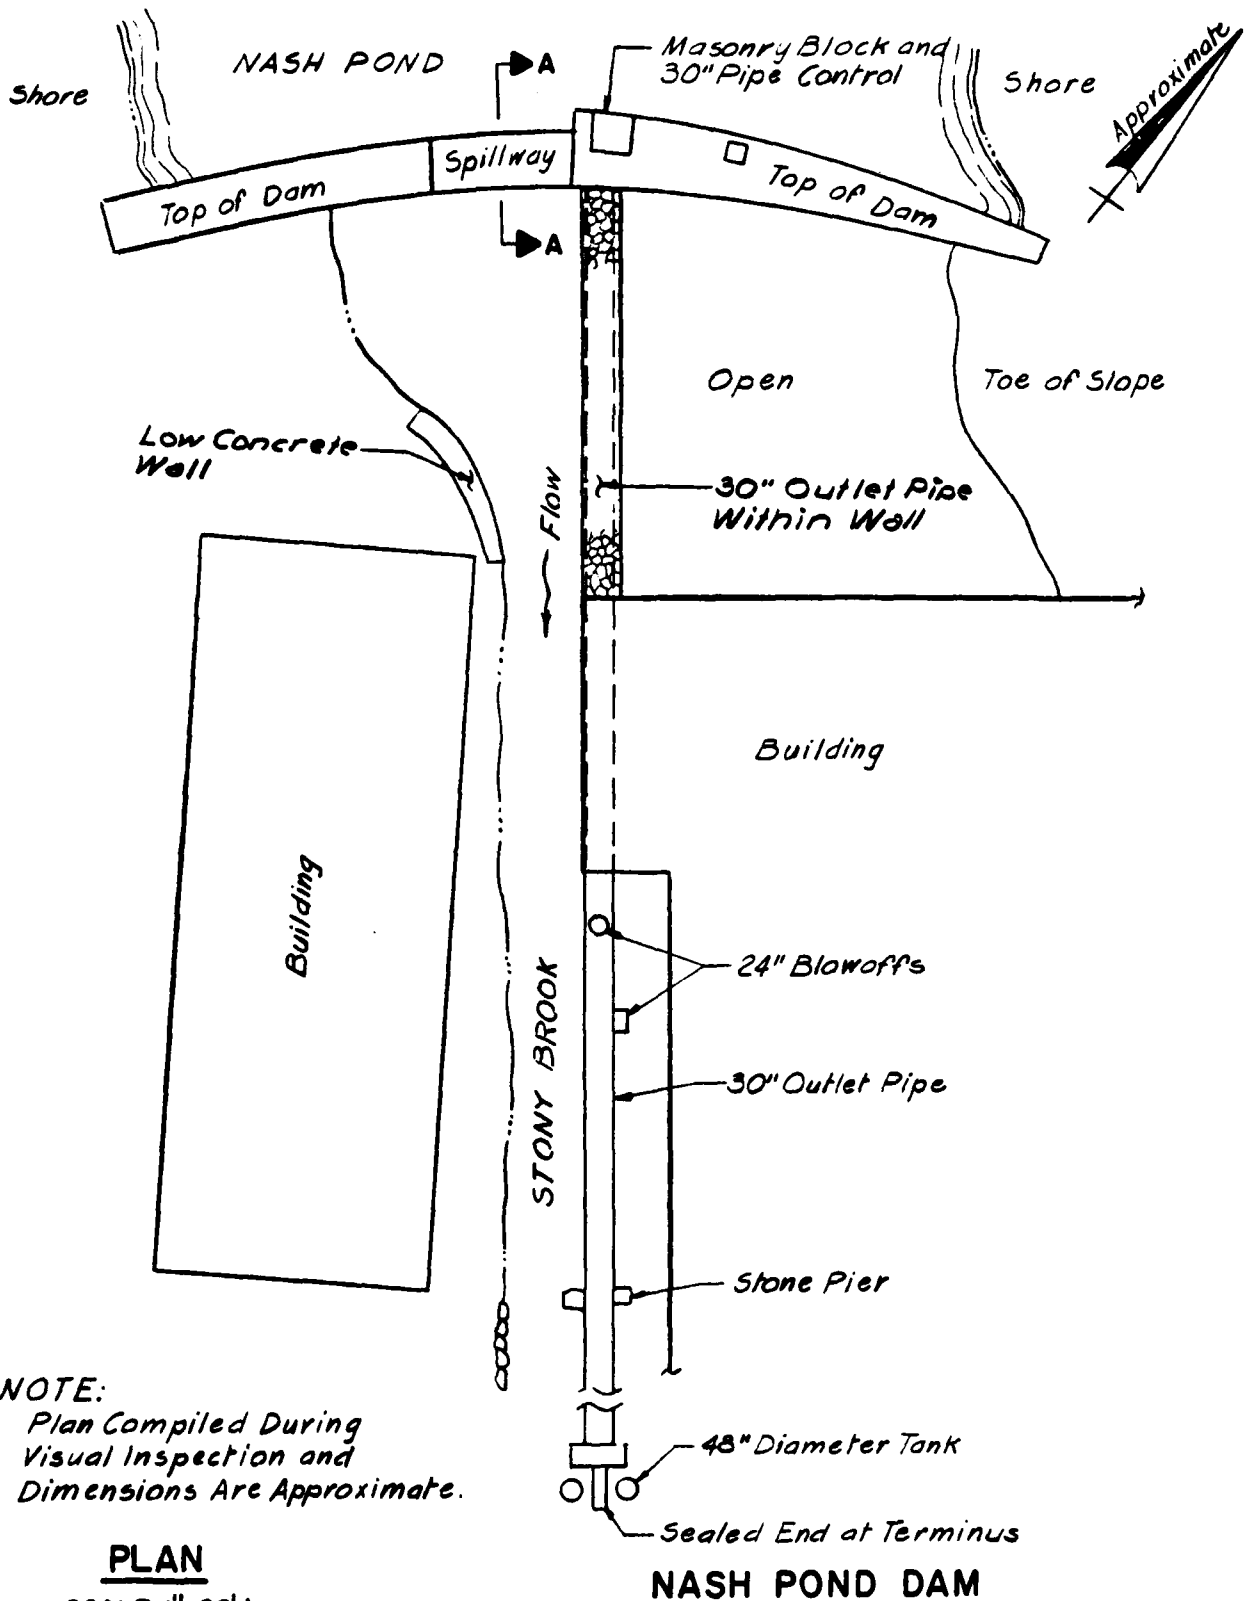 NASH POND
A
Masonry Block and
30" Pipe Control
Shore
Shore
Approximate
Spillway
Top of Dam
Top of Dam
A
Open
Toe of Slope
Low Concrete
Wall
Flow
30" Outlet Pipe
Within Wall
Building
Building
24" Blowoffs
STONY BROOK
30" Outlet Pipe
Stone Pier
NOTE:
Plan Compiled During
Visual Inspection and
Dimensions Are Approximate.
48" Diameter Tank
Sealed End at Terminus
PLAN
NASH POND DAM